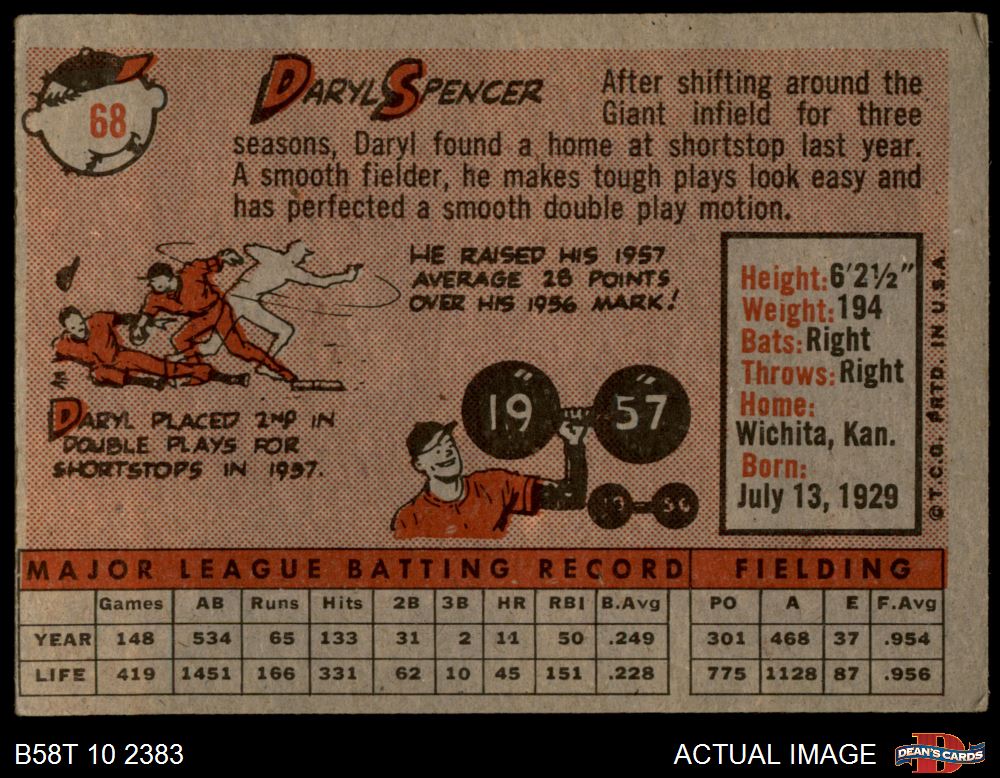 68
DARYL SPENCER
After shifting around the
Giant infield for three
seasons, Daryl found a home at shortstop last year.
A smooth fielder, he makes tough plays look easy and
has perfected a smooth double play motion.
HE RAISED HIS 1957
AVERAGE 28 POINTS
OVER HIS 1956 MARK!
DARYL PLACED 2ND IN
DOUBLE PLAYS FOR
SHORTSTOPS IN 1957.
19 57
19 56
Height: 6'2½"
Weight: 194
Bats: Right
Throws: Right
Home:
Wichita, Kan.
Born:
July 13, 1929
©T.C.G. PRTD. IN U.S.A.
MAJOR LEAGUE BATTING RECORD FIELDING
Games AB Runs Hits 2B 3B HR RBI B.Avg PO A E F.Avg
YEAR 148 534 65 133 31 2 11 50 .249 301 468 37 .954
LIFE 419 1451 166 331 62 10 45 151 .228 775 1128 87 .956
B58T 10 2383 ACTUAL IMAGE
D
DEAN'S CARDS